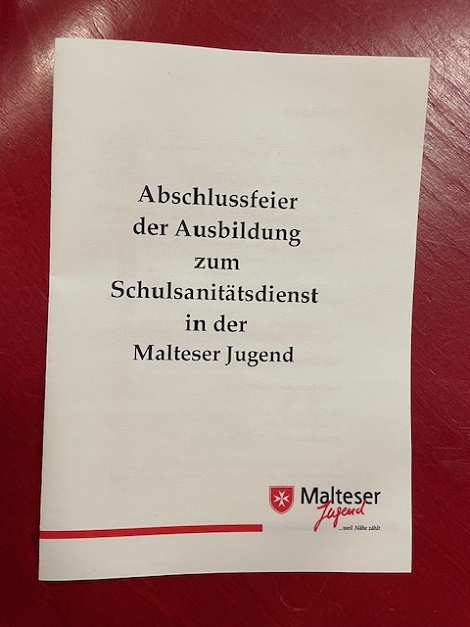 Abschlussfeier
der Ausbildung
zum
Schulsanitätsdienst
in der
Malteser Jugend
Malteser
Jugend
...weil Nähe zählt.